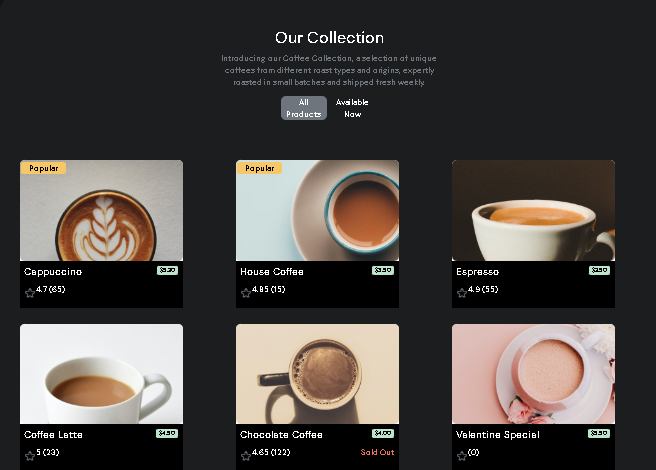 Our Collection
Introducing our Coffee Collection, a selection of unique
coffees from different roast types and origins, expertly
roasted in small batches and shipped fresh weekly.
All
Products
Available
Now
Popular
Cappuccino
$5.20
4.7 (65)
Popular
House Coffee
$3.50
4.85 (15)
Espresso
$2.50
4.9 (55)
Coffee Latte
$4.50
5 (23)
Chocolate Coffee
$4.00
4.65 (122)
Sold Out
Valentine Special
$5.50
(0)